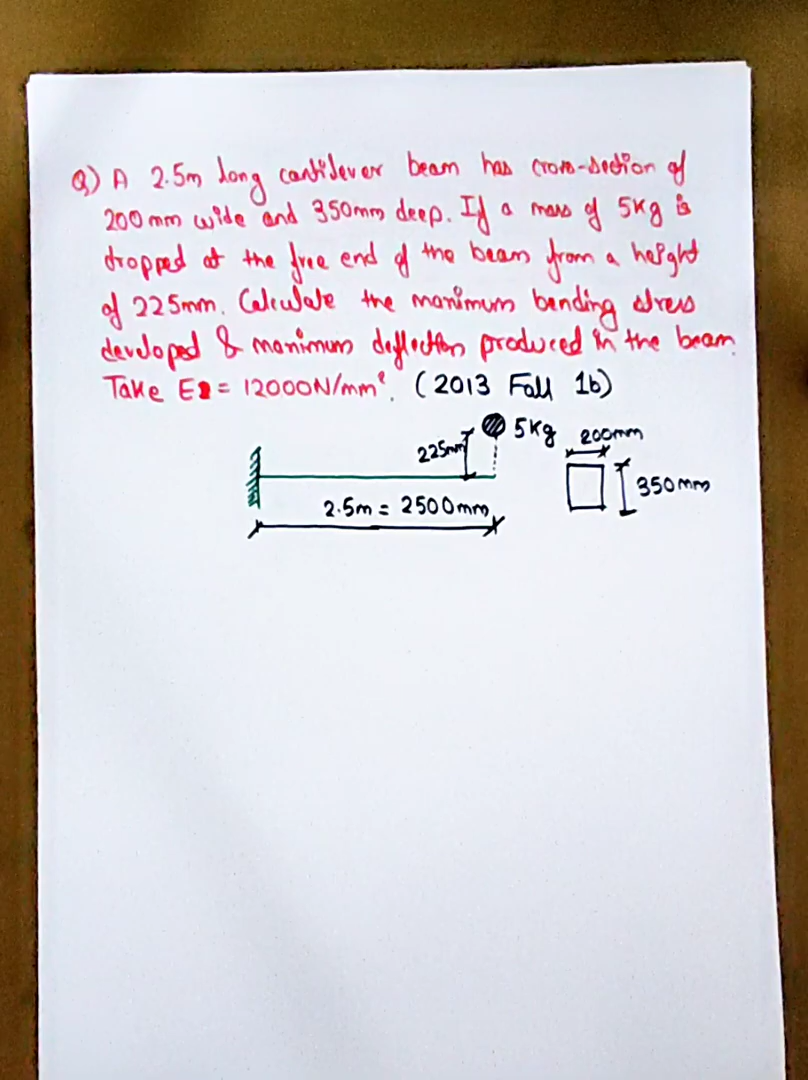 Q) A 2.5m long cantilever beam has cross-section of
200 mm wide and 350mm deep. If a mass of 5Kg is
dropped at the free end of the beam from a height
of 225mm. Calculate the maximum bending stress
developed & maximum deflection produced in the beam.
Take E = 12000N/mm². (2013 Fall 1b)
5Kg
200mm
225mm
350mm
2.5m = 2500mm